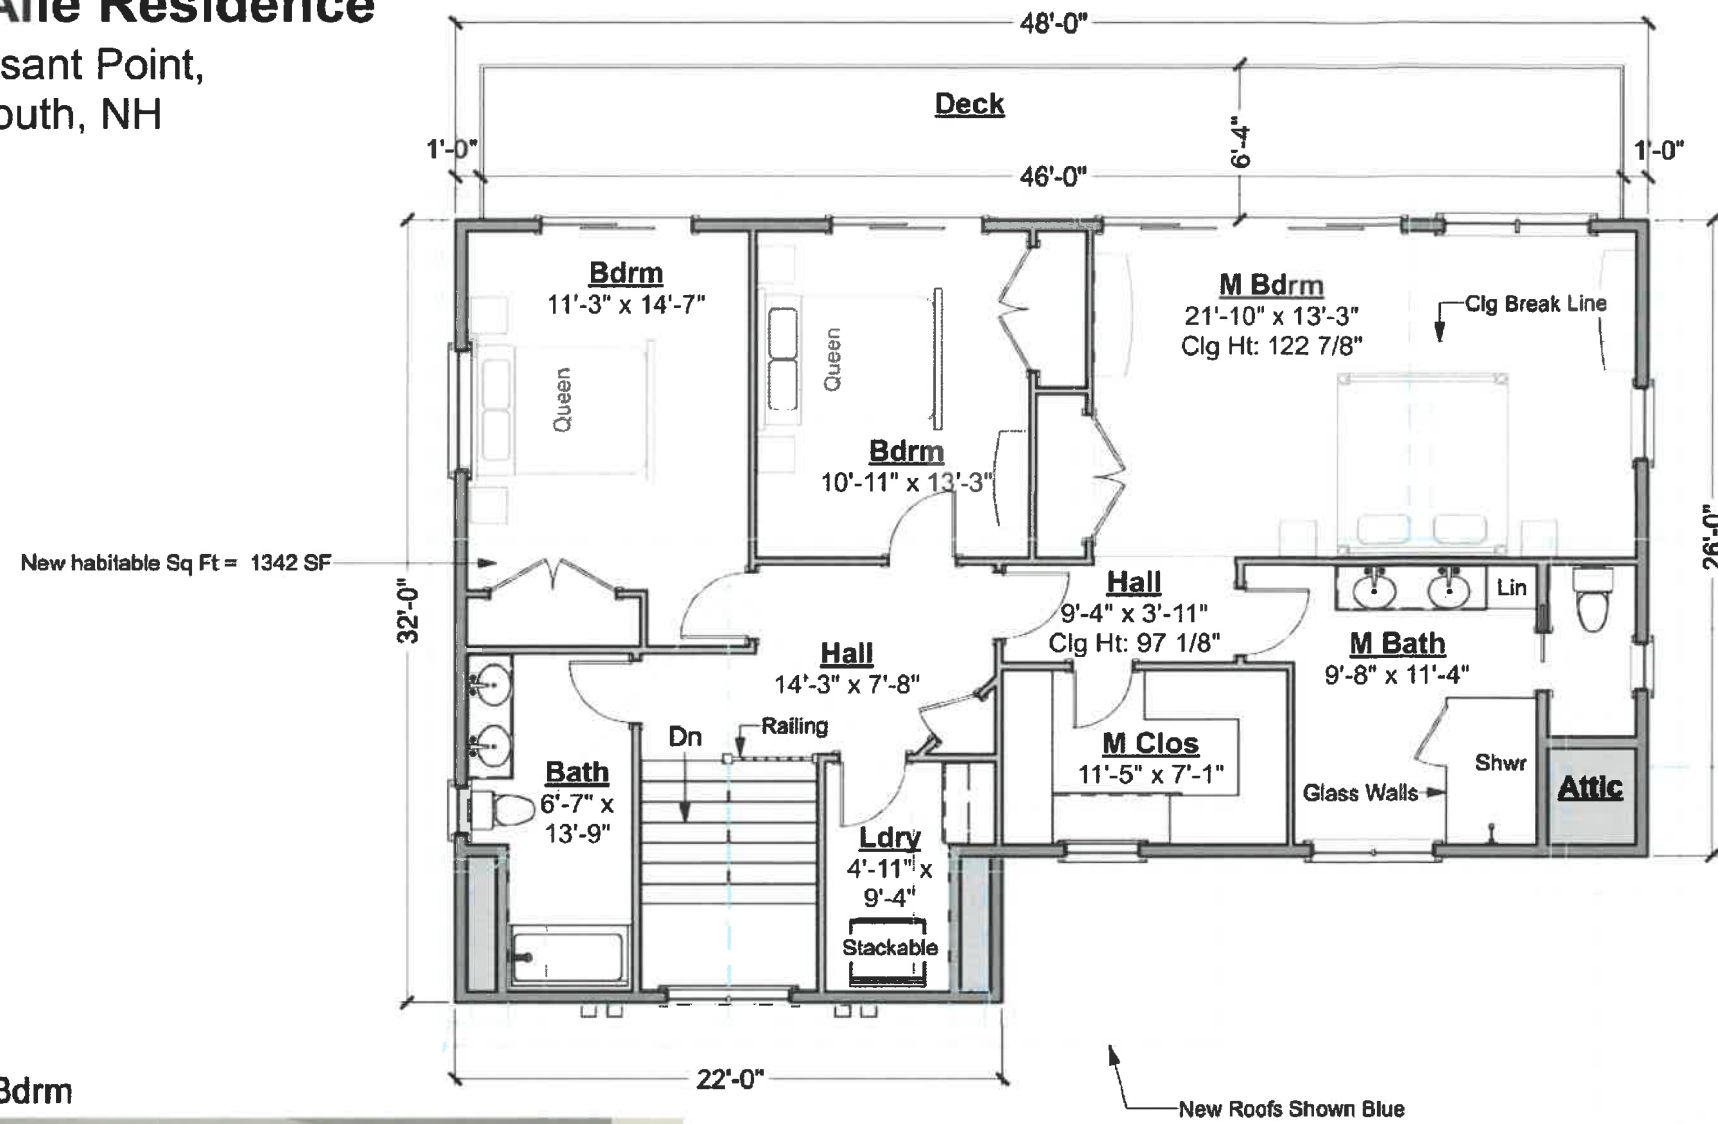 Residence
sant Point,
outh, NH
48'-0"
Deck
6'-4"
1'-0"
46'-0"
1'-0"
Bdrm
11'-3" x 14'-7"
Queen
Queen
Bdrm
10'-11" x 13'-3"
M Bdrm
21'-10" x 13'-3"
Clg Ht: 122 7/8"
Clg Break Line
New habitable Sq Ft = 1342 SF
32'-0"
26'-0"
Hall
9'-4" x 3'-11"
Clg Ht: 97 1/8"
Lin
M Bath
9'-8" x 11'-4"
Hall
14'-3" x 7'-8"
Railing
Dn
M Clos
11'-5" x 7'-1"
Shwr
Glass Walls
Attic
Bath
6'-7" x
13'-9"
Ldry
4'-11" x
9'-4"
Stackable
22'-0"
Bdrm
New Roofs Shown Blue